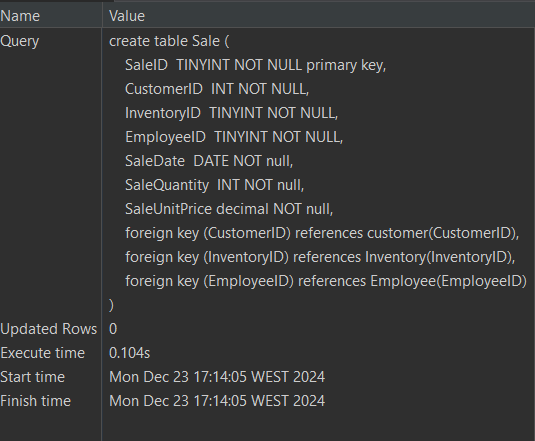 Name Value
Query create table Sale (
SaleID  TINYINT NOT NULL primary key,
CustomerID  INT NOT NULL,
InventoryID  TINYINT NOT NULL,
EmployeeID  TINYINT NOT NULL,
SaleDate  DATE NOT null,
SaleQuantity  INT NOT null,
SaleUnitPrice decimal NOT null,
foreign key (CustomerID) references customer(CustomerID),
foreign key (InventoryID) references Inventory(InventoryID),
foreign key (EmployeeID) references Employee(EmployeeID)
)
Updated Rows 0
Execute time 0.104s
Start time Mon Dec 23 17:14:05 WEST 2024
Finish time Mon Dec 23 17:14:05 WEST 2024